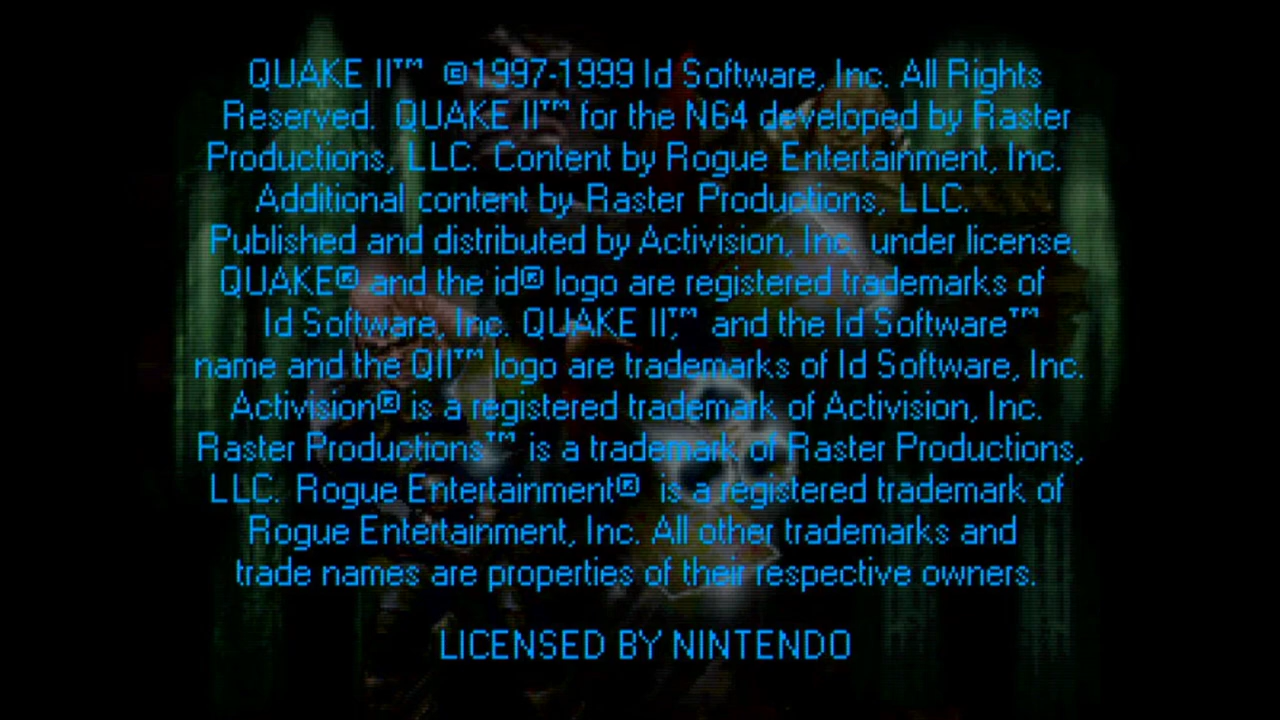 QUAKE II™ ©1997-1999 Id Software, Inc. All Rights
Reserved. QUAKE II™ for the N64 developed by Raster
Productions, LLC. Content by Rogue Entertainment, Inc.
Additional content by Raster Productions, LLC.
Published and distributed by Activision, Inc. under license.
QUAKE® and the id® logo are registered trademarks of
Id Software, Inc. QUAKE II,™ and the Id Software™
name and the QII™ logo are trademarks of Id Software, Inc.
Activision® is a registered trademark of Activision, Inc.
Raster Productions™ is a trademark of Raster Productions,
LLC. Rogue Entertainment® is a registered trademark of
Rogue Entertainment, Inc. All other trademarks and
trade names are properties of their respective owners.
LICENSED BY NINTENDO